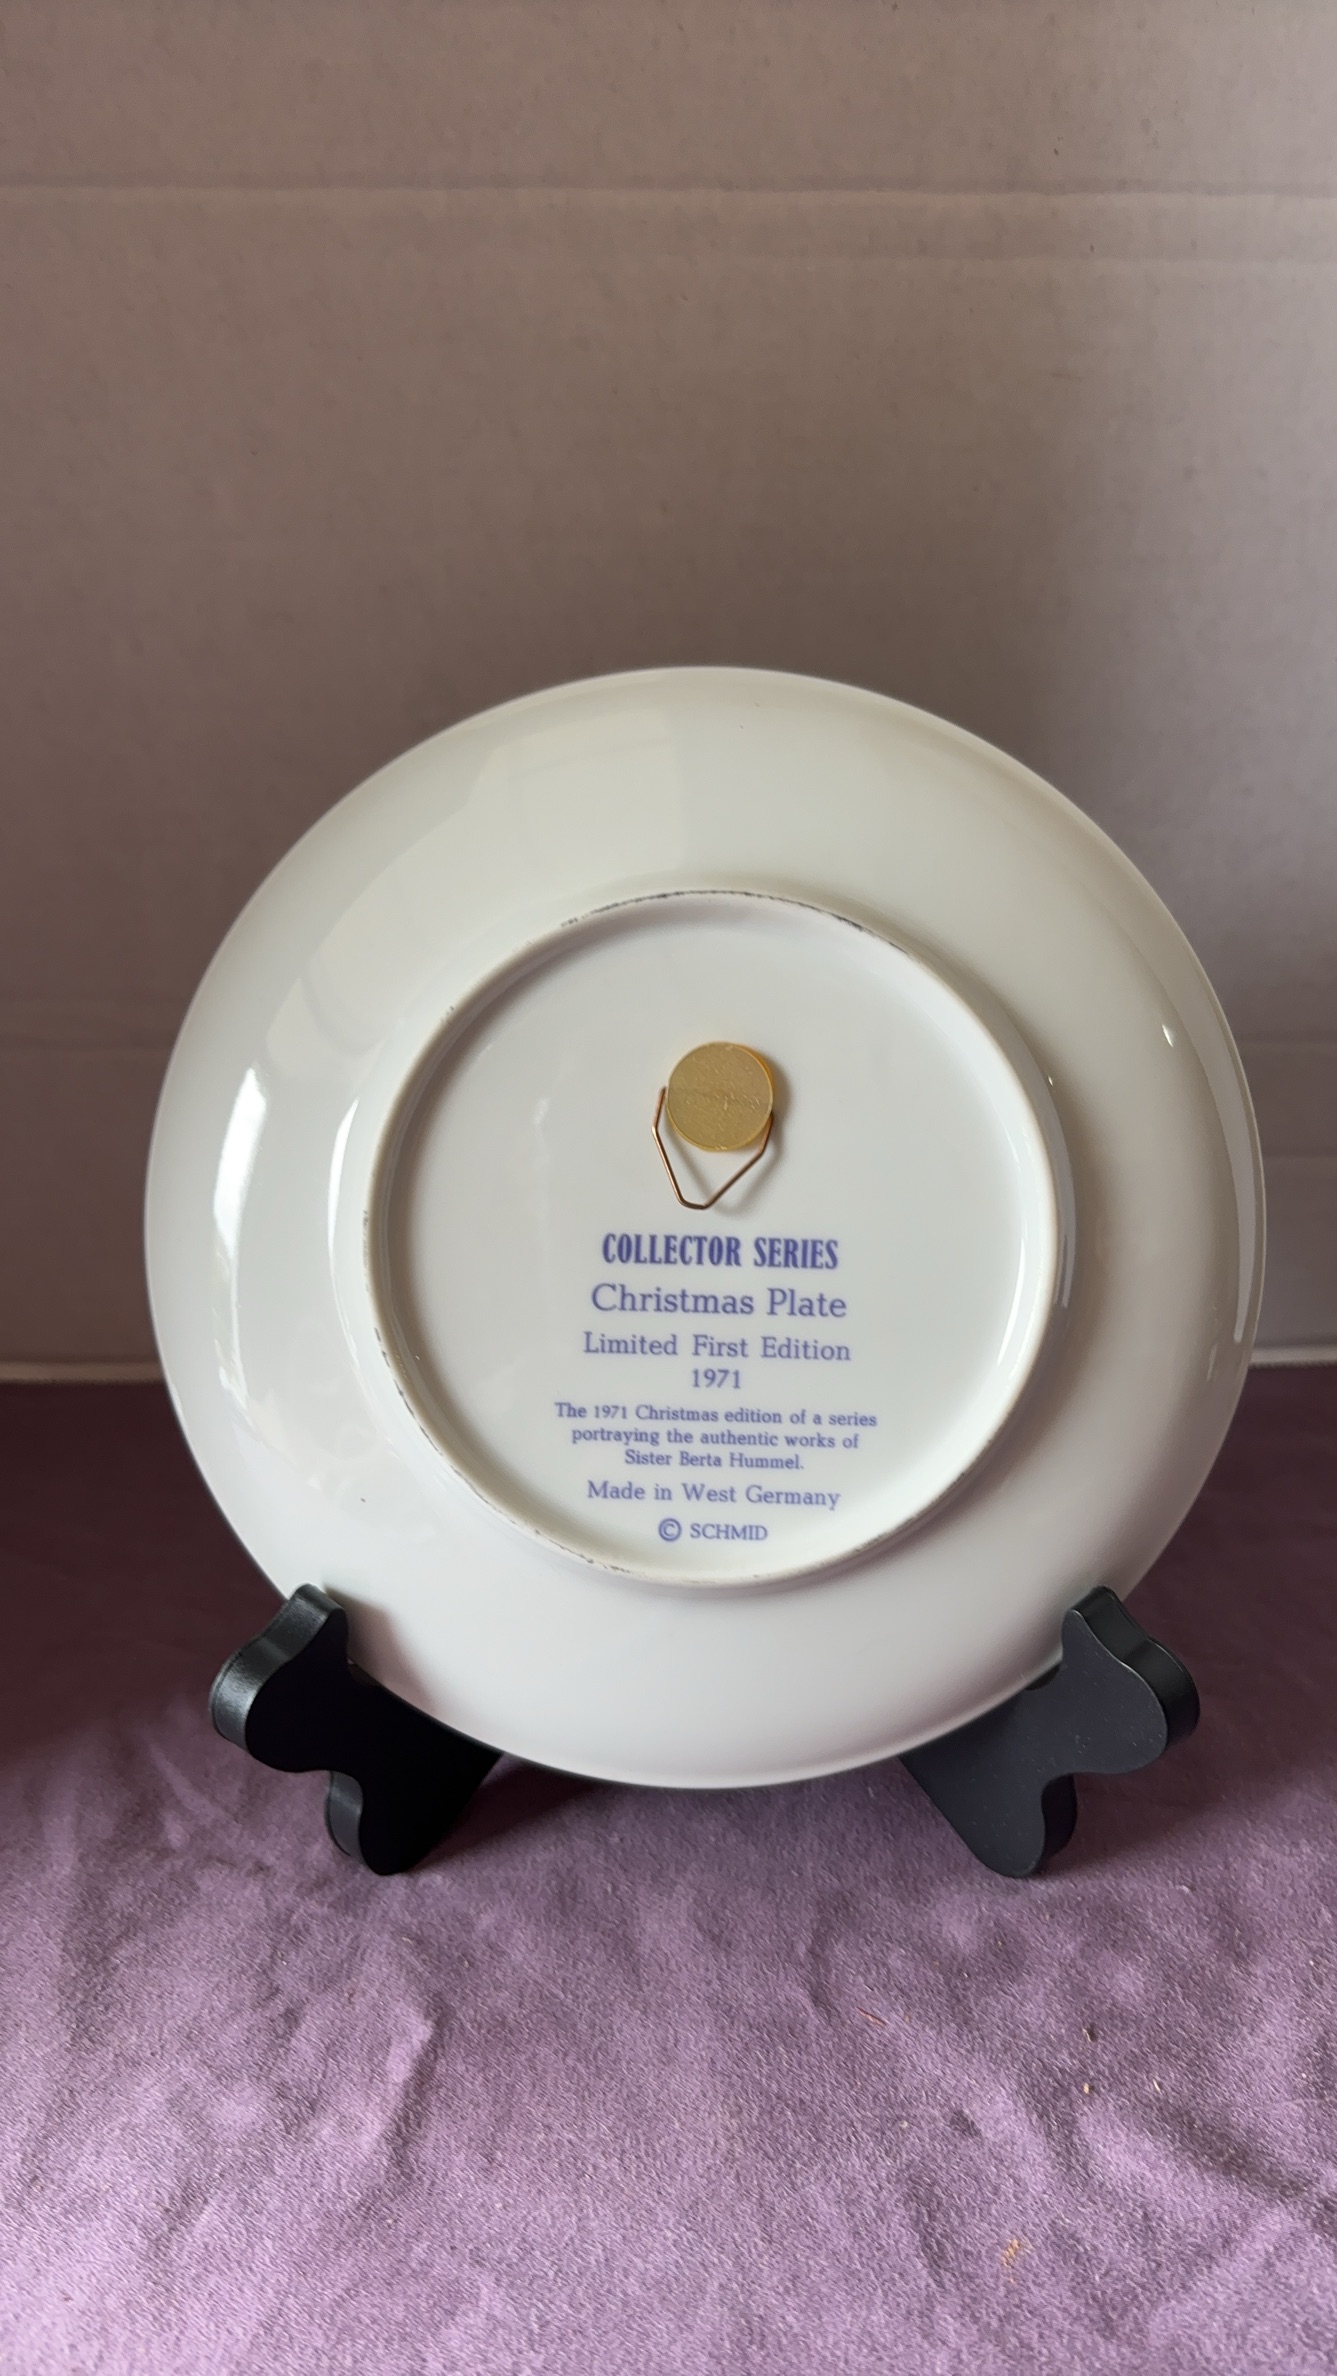 COLLECTOR SERIES
Christmas Plate
Limited First Edition
1971
The 1971 Christmas edition of a series
portraying the authentic works of
Sister Berta Hummel.
Made in West Germany
© SCHMID